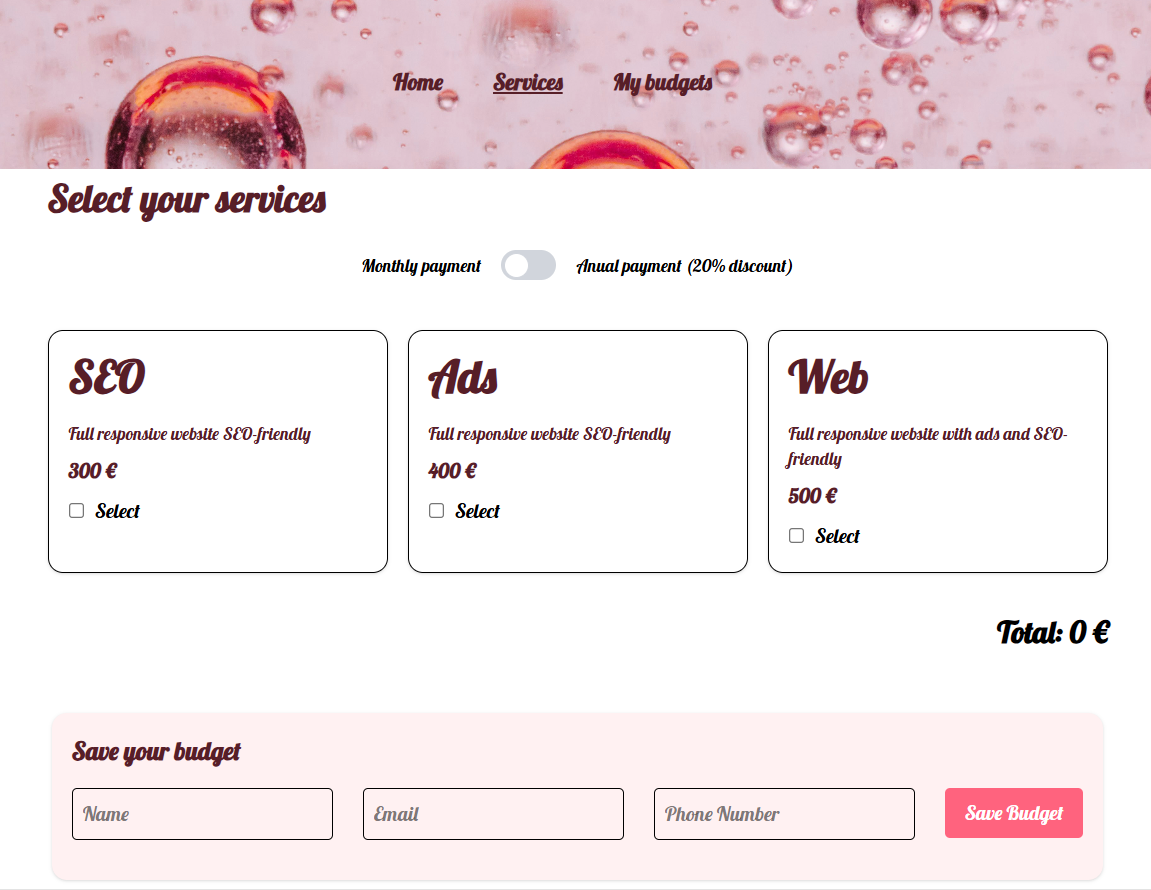 Home Services My budgets
Select your services
Monthly payment Anual payment (20% discount)
SEO
Full responsive website SEO-friendly
300 €
Select
Ads
Full responsive website SEO-friendly
400 €
Select
Web
Full responsive website with ads and SEO-
friendly
500 €
Select
Total: 0 €
Save your budget
Name Email Phone Number Save Budget